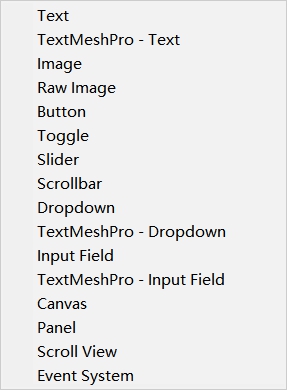 Text
TextMeshPro - Text
Image
Raw Image
Button
Toggle
Slider
Scrollbar
Dropdown
TextMeshPro - Dropdown
Input Field
TextMeshPro - Input Field
Canvas
Panel
Scroll View
Event System